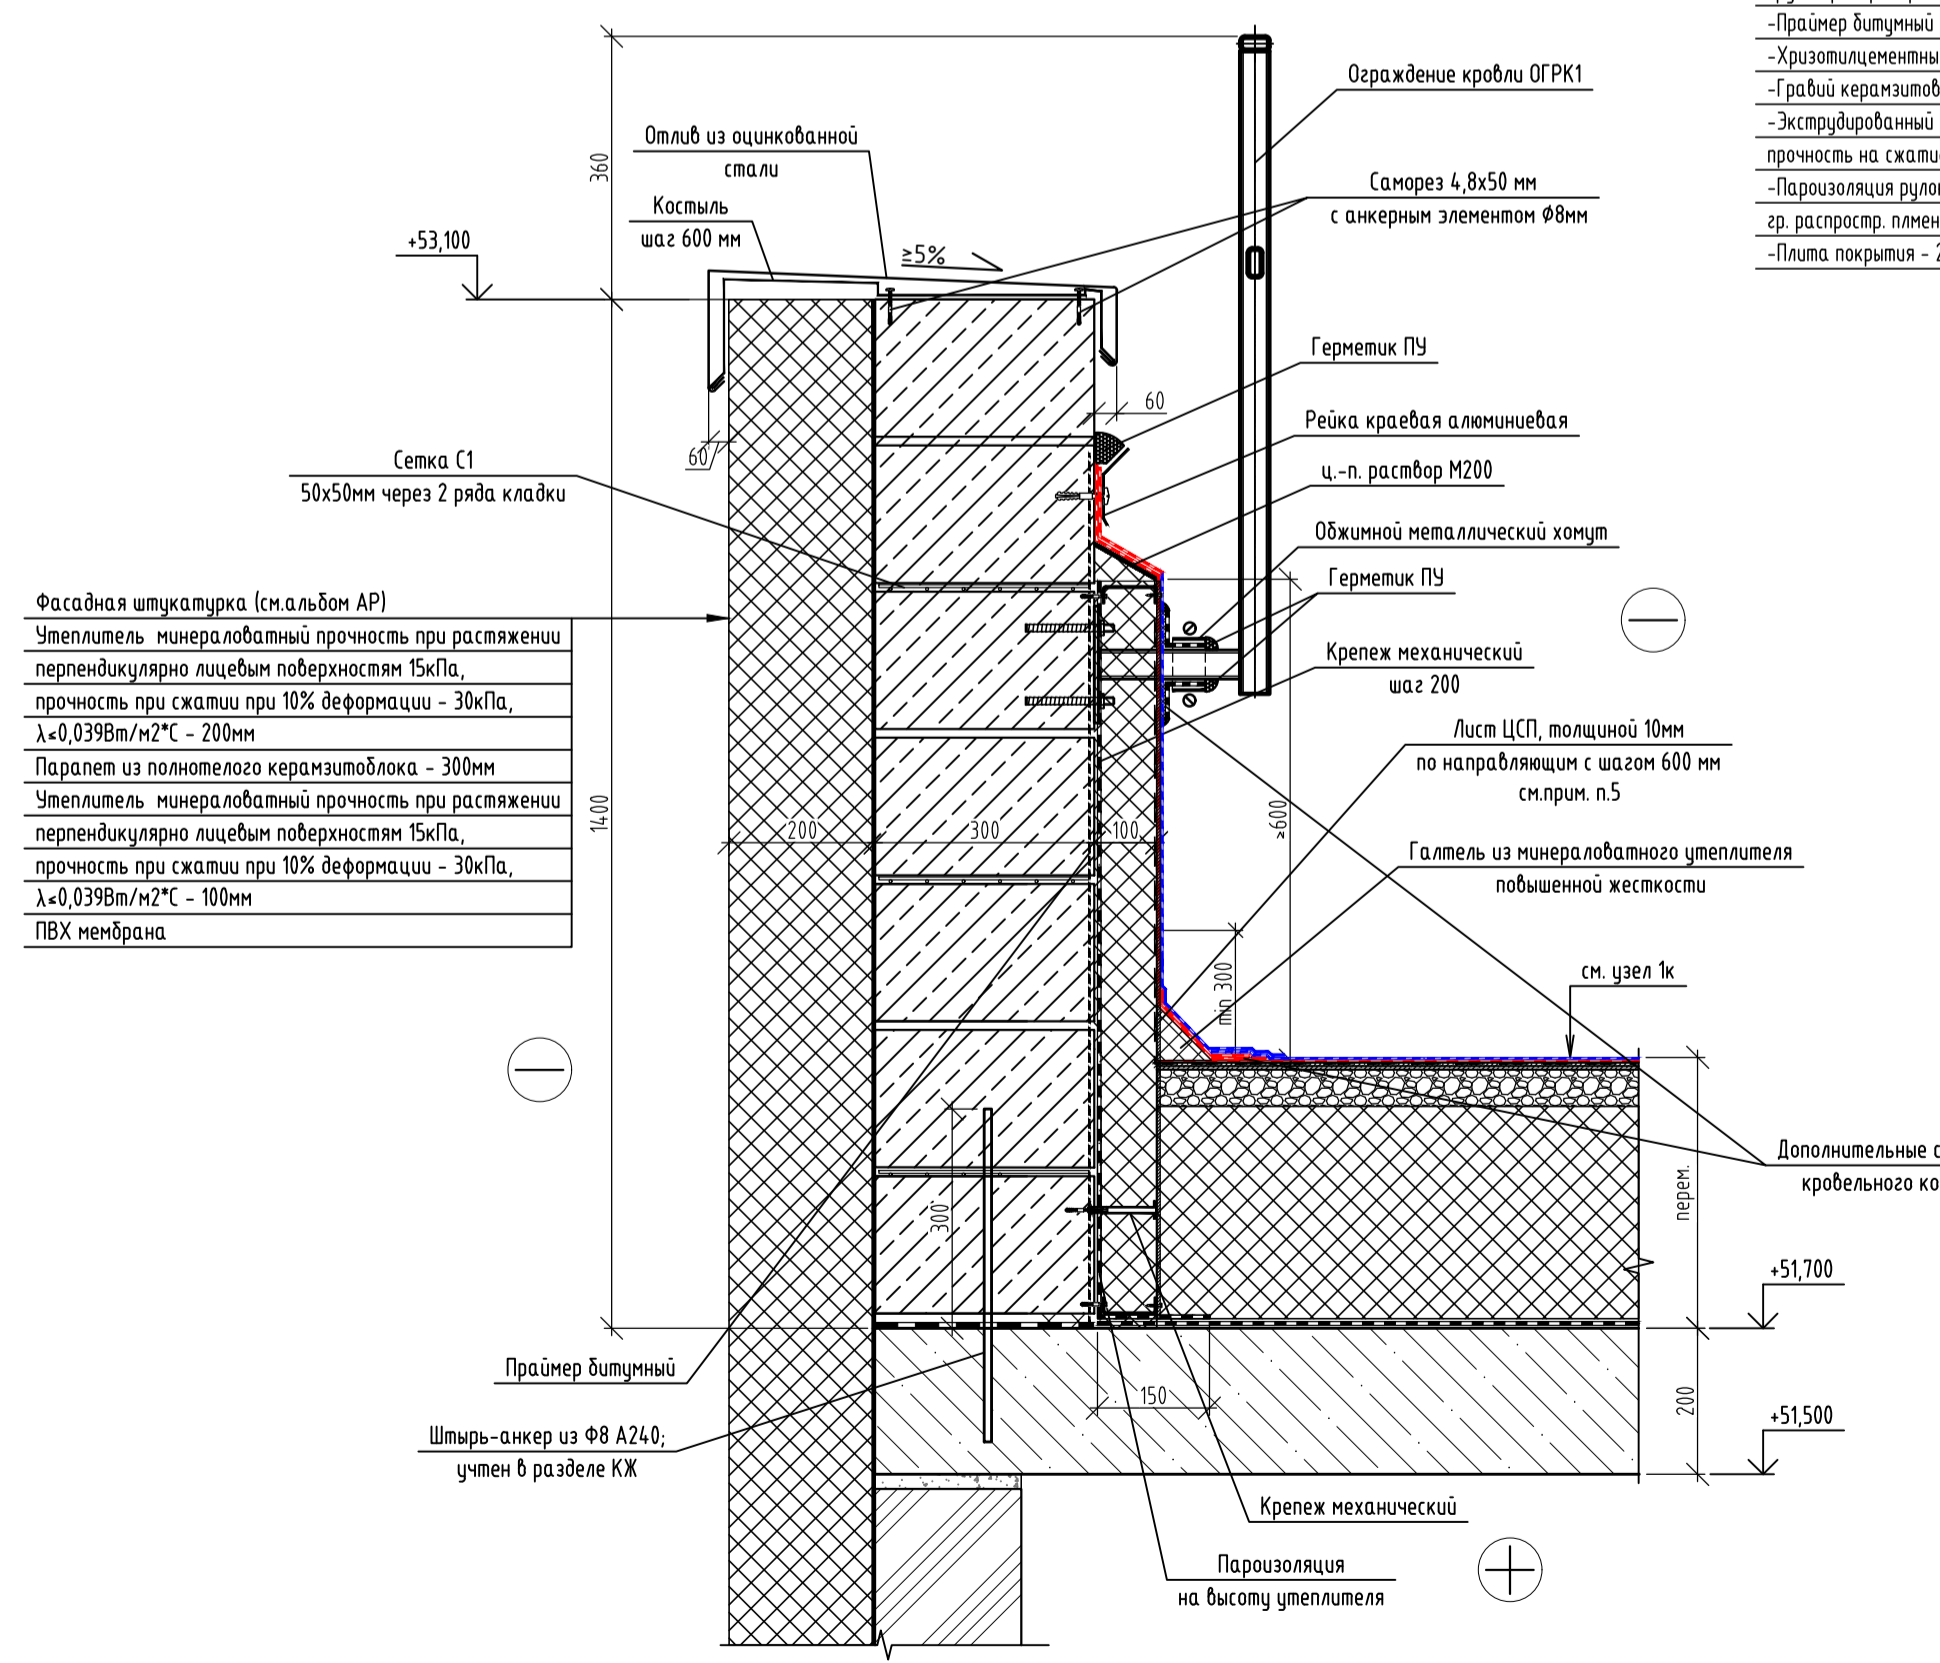 -Праймер битумный
-Гравий
-Экструдированный
прочность на
-Пароизоляция
гр. распростр.
-Плита покрытия -
Ограждение кровли ОГРК1
Отлив из оцинкованной
стали
Саморез 4,8х50 мм
с анкерным элементом Ф8мм
Костыль
шаг 600 мм
360
+53,100
≥5%
Герметик ПУ
60
60
Рейка краевая алюминиевая
Сетка С1
50х50мм через 2 ряда кладки
ц.-п. раствор М200
Обжимной металлический хомут
Герметик ПУ
Фасадная штукатурка (см.альбом АР)
Утеплитель минераловатный прочность при растяжении
перпендикулярно лицевым поверхностям 15кПа,
прочность при сжатии при 10% деформации - 30кПа,
λ≤0,039Вт/м2*С - 200мм
Парапет из полнотелого керамзитоблока - 300мм
Утеплитель минераловатный прочность при растяжении
перпендикулярно лицевым поверхностям 15кПа,
прочность при сжатии при 10% деформации - 30кПа,
λ≤0,039Вт/м2*С - 100мм
ПВХ мембрана
Крепеж механический
шаг 200
Лист ЦСП, толщиной 10мм
по направляющим с шагом 600 мм
см.прим. п.5
1400
200
300
100
≥600
Галтель из минераловатного утеплителя
повышенной жесткости
min 300
см. узел 1к
Дополнительные
кровельного
300
перем.
+51,700
Праймер битумный
150
200
+51,500
Штырь-анкер из Ф8 А240;
учтен в разделе КЖ
Крепеж механический
Пароизоляция
на высоту утеплителя